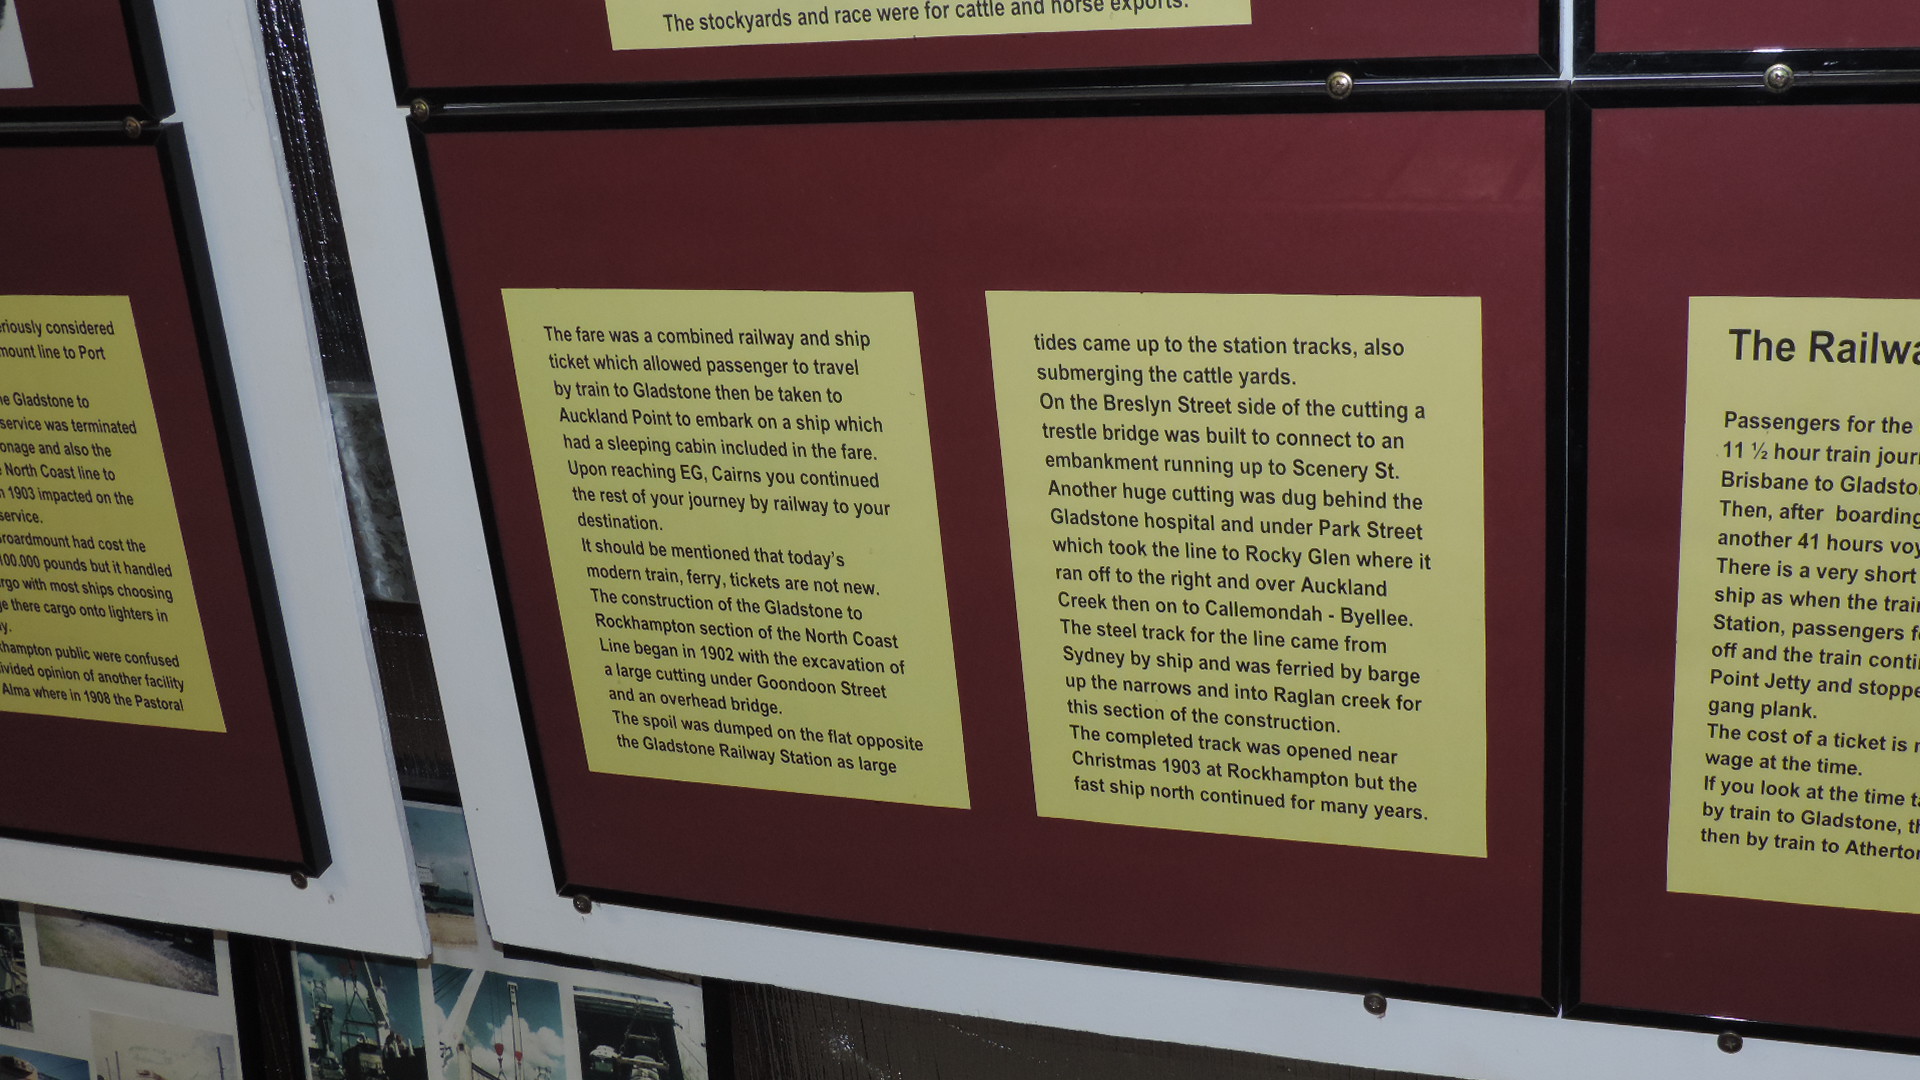 The stockyards and race were for cattle and horse exports.
riously considered
mount line to Port
e Gladstone to
service was terminated
onage and also the
North Coast line to
1903 impacted on the
service.
roardmount had cost the
100.000 pounds but it handled
rgo with most ships choosing
ge there cargo onto lighters in
y.
khampton public were confused
ivided opinion of another facility
Alma where in 1908 the Pastoral
The fare was a combined railway and ship
ticket which allowed passenger to travel
by train to Gladstone then be taken to
Auckland Point to embark on a ship which
had a sleeping cabin included in the fare.
Upon reaching EG, Cairns you continued
the rest of your journey by railway to your
destination.
It should be mentioned that today's
modern train, ferry, tickets are not new.
The construction of the Gladstone to
Rockhampton section of the North Coast
Line began in 1902 with the excavation of
a large cutting under Goondoon Street
and an overhead bridge.
The spoil was dumped on the flat opposite
the Gladstone Railway Station as large
tides came up to the station tracks, also
submerging the cattle yards.
On the Breslyn Street side of the cutting a
trestle bridge was built to connect to an
embankment running up to Scenery St.
Another huge cutting was dug behind the
Gladstone hospital and under Park Street
which took the line to Rocky Glen where it
ran off to the right and over Auckland
Creek then on to Callemondah - Byellee.
The steel track for the line came from
Sydney by ship and was ferried by barge
up the narrows and into Raglan creek for
this section of the construction.
The completed track was opened near
Christmas 1903 at Rockhampton but the
fast ship north continued for many years.
The Railwa
Passengers for the
11 ½ hour train jour
Brisbane to Gladsto
Then, after boarding
another 41 hours voy
There is a very short
ship as when the train
Station, passengers f
off and the train conti
Point Jetty and stoppe
gang plank.
The cost of a ticket is
wage at the time.
If you look at the time ta
by train to Gladstone, th
then by train to Atherton